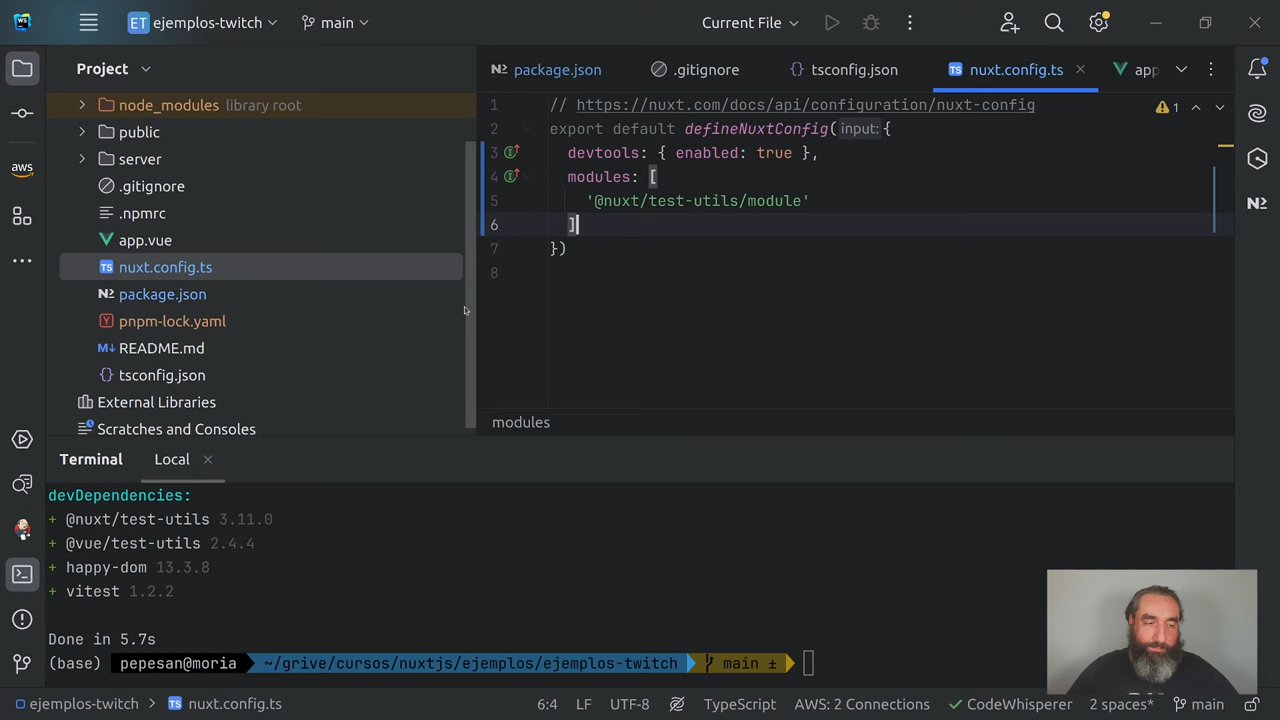 WS
ET ejemplos-twitch
main
Current File
Project
package.json
.gitignore
tsconfig.json
TS nuxt.config.ts
app
node_modules library root
public
server
.gitignore
.npmrc
app.vue
TS nuxt.config.ts
package.json
Y pnpm-lock.yaml
M↓ README.md
{} tsconfig.json
External Libraries
Scratches and Consoles
aws
1 // https://nuxt.com/docs/api/configuration/nuxt-config
2 export default defineNuxtConfig( input: {
3 devtools: { enabled: true },
4 modules: [
5 '@nuxt/test-utils/module'
6 ]
7 })
8
1
modules
Terminal
Local
devDependencies:
+ @nuxt/test-utils 3.11.0
+ @vue/test-utils 2.4.4
+ happy-dom 13.3.8
+ vitest 1.2.2
Done in 5.7s
(base) pepesan@moria ~/grive/cursos/nuxtjs/ejemplos/ejemplos-twitch main ±
ejemplos-twitch > TS nuxt.config.ts
6:4 LF UTF-8 TypeScript AWS: 2 Connections CodeWhisperer 2 spaces* main